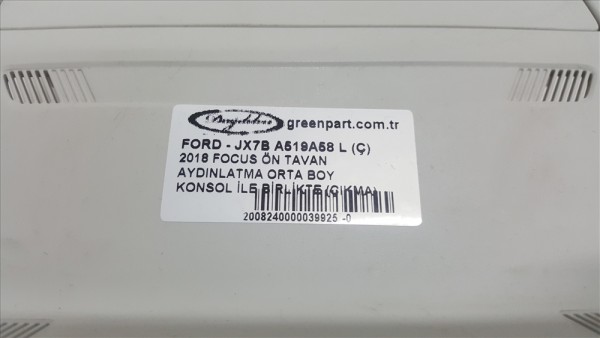 greenpart.com.tr
FORD - JX7B A519A58 L (Ç)
2018 FOCUS ÖN TAVAN
AYDINLATMA ORTA BOY
KONSOL İLE BİRLİKTE (ÇIKMA)
2008240000039925 -0